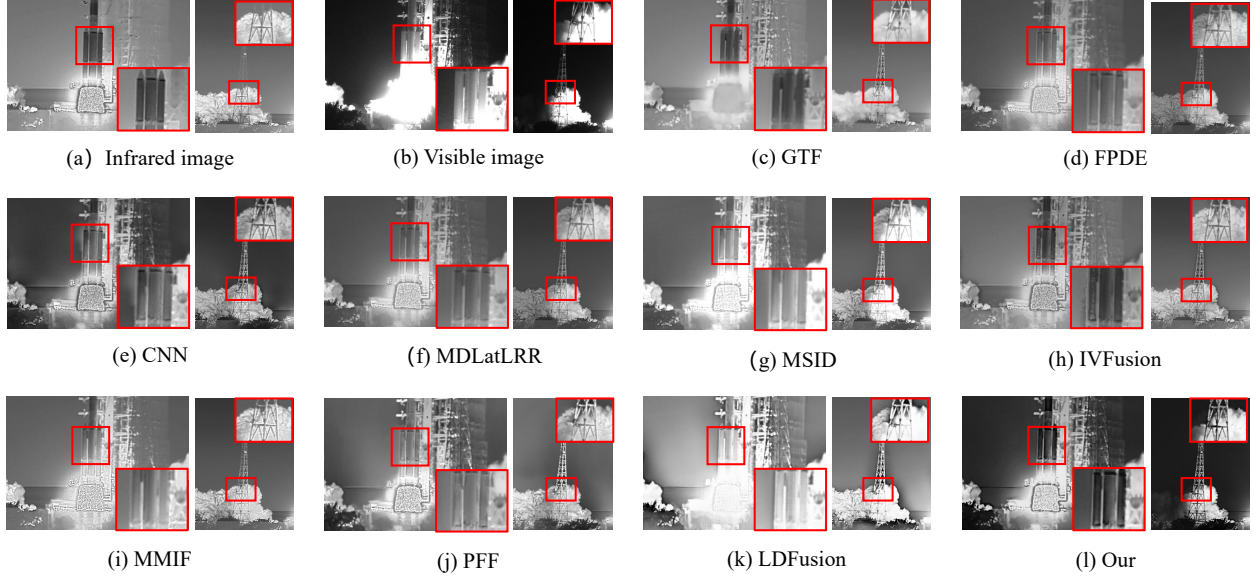 (a) Infrared image
(b) Visible image
(c) GTF
(d) FPDE
(e) CNN
(f) MDLatLRR
(g) MSID
(h) IVFusion
(i) MMIF
(j) PFF
(k) LDFusion
(l) Our